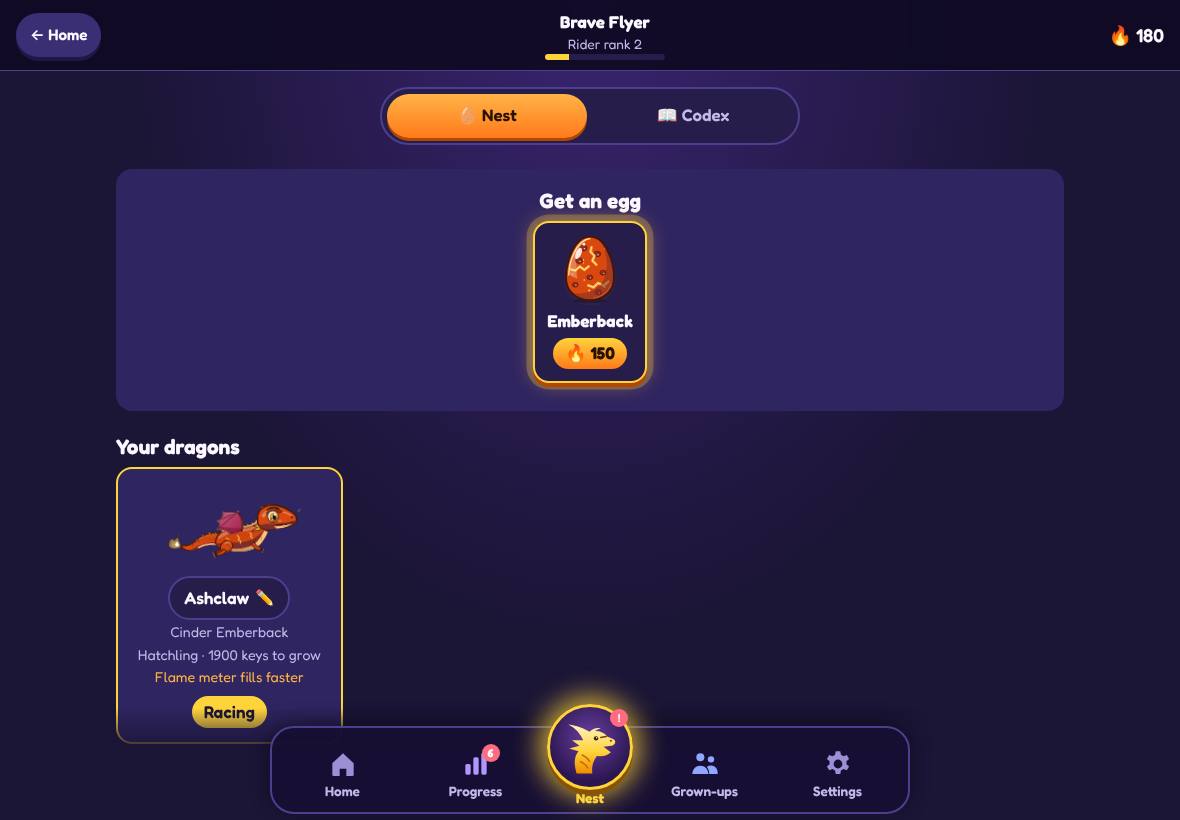 ← Home
Brave Flyer
Rider rank 2
180
Nest
Codex
Get an egg
Emberback
150
Your dragons
Ashclaw
Cinder Emberback
Hatchling · 1900 keys to grow
Flame meter fills faster
Racing
!
6
Home
Progress
Nest
Grown-ups
Settings